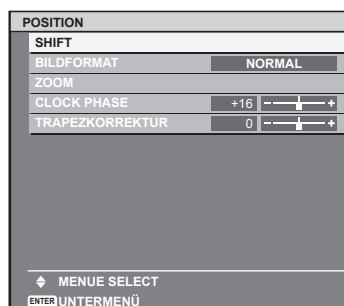 POSITION
SHIFT
BILDFORMAT NORMAL
ZOOM
CLOCK PHASE +16 - +
TRAPEZKORREKTUR 0 - +
MENUE SELECT
ENTER UNTERMENÜ